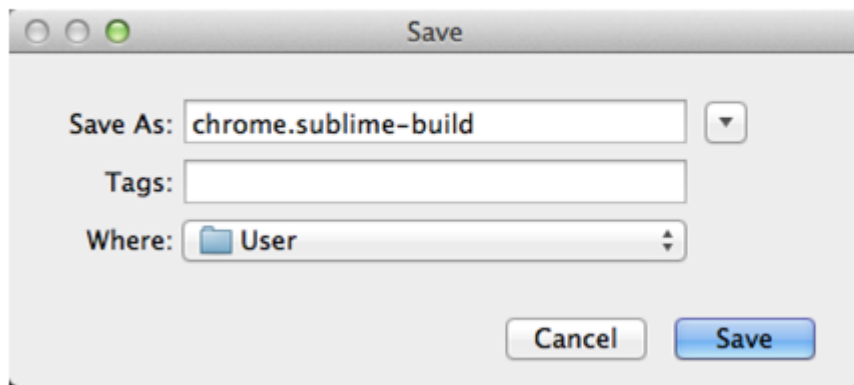 Save
Save As: chrome.sublime-build
Tags:
Where: User
Cancel Save